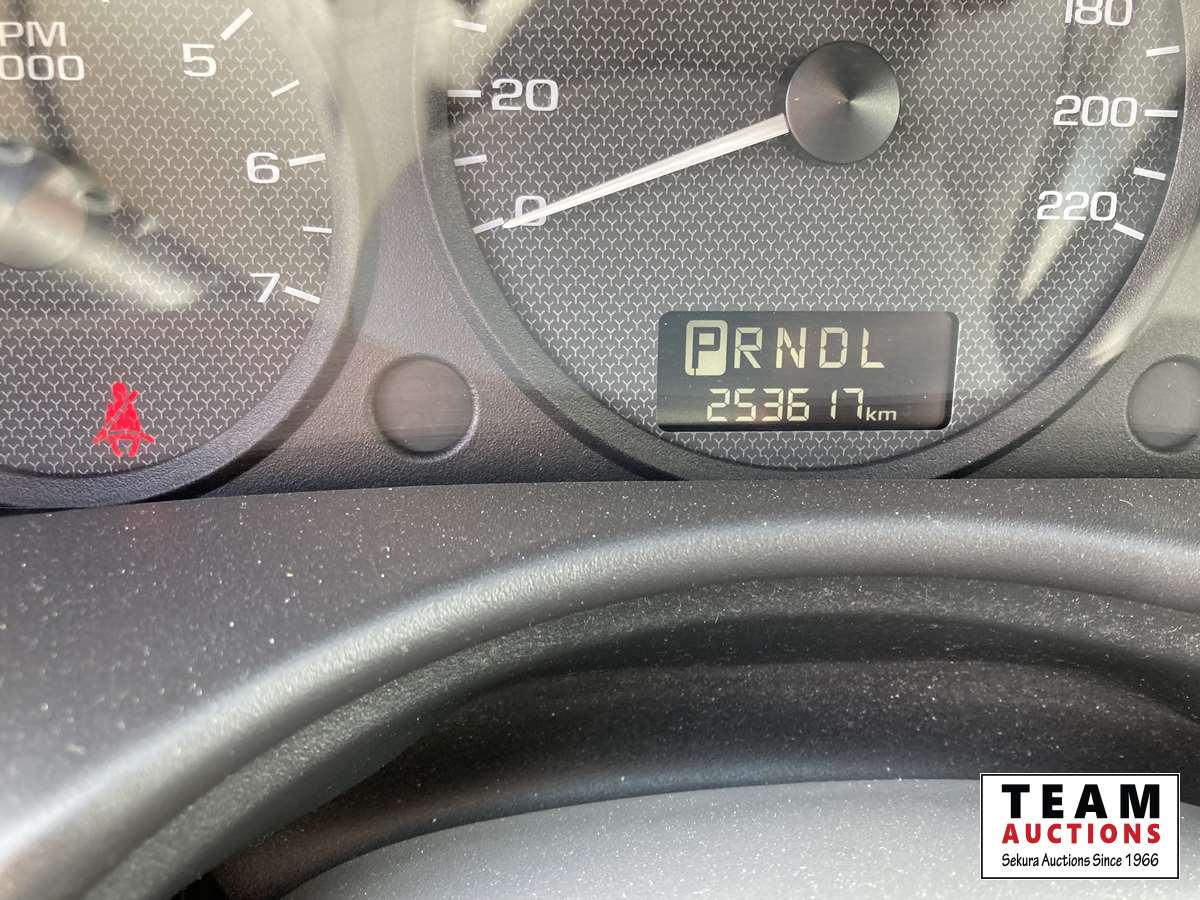 PM
000
5
6
7
20
0
180
200
220
PRNDL
253617km
TEAM
AUCTIONS
Sekura Auctions Since 1966